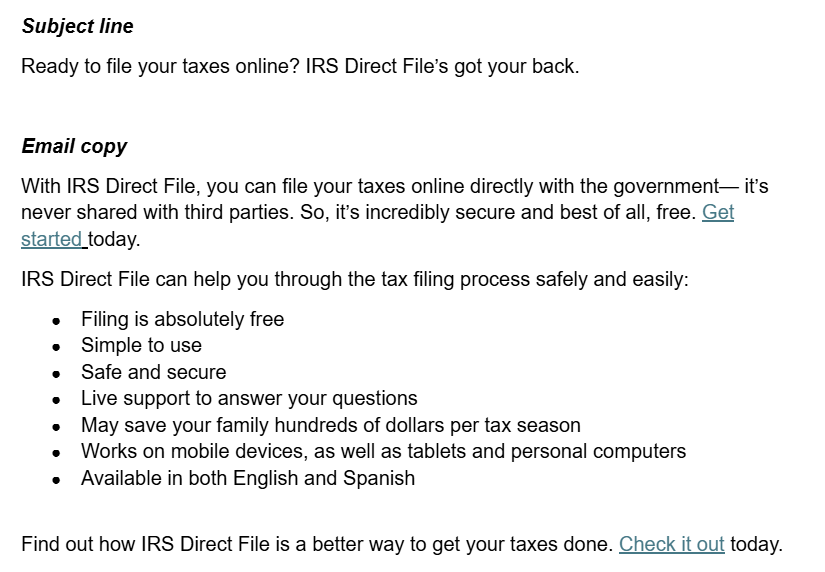 Subject line
Ready to file your taxes online? IRS Direct File’s got your back.
Email copy
With IRS Direct File, you can file your taxes online directly with the government— it’s
never shared with third parties. So, it’s incredibly secure and best of all, free. Get
started today.
IRS Direct File can help you through the tax filing process safely and easily:
• Filing is absolutely free
• Simple to use
• Safe and secure
• Live support to answer your questions
• May save your family hundreds of dollars per tax season
• Works on mobile devices, as well as tablets and personal computers
• Available in both English and Spanish
Find out how IRS Direct File is a better way to get your taxes done. Check it out today.